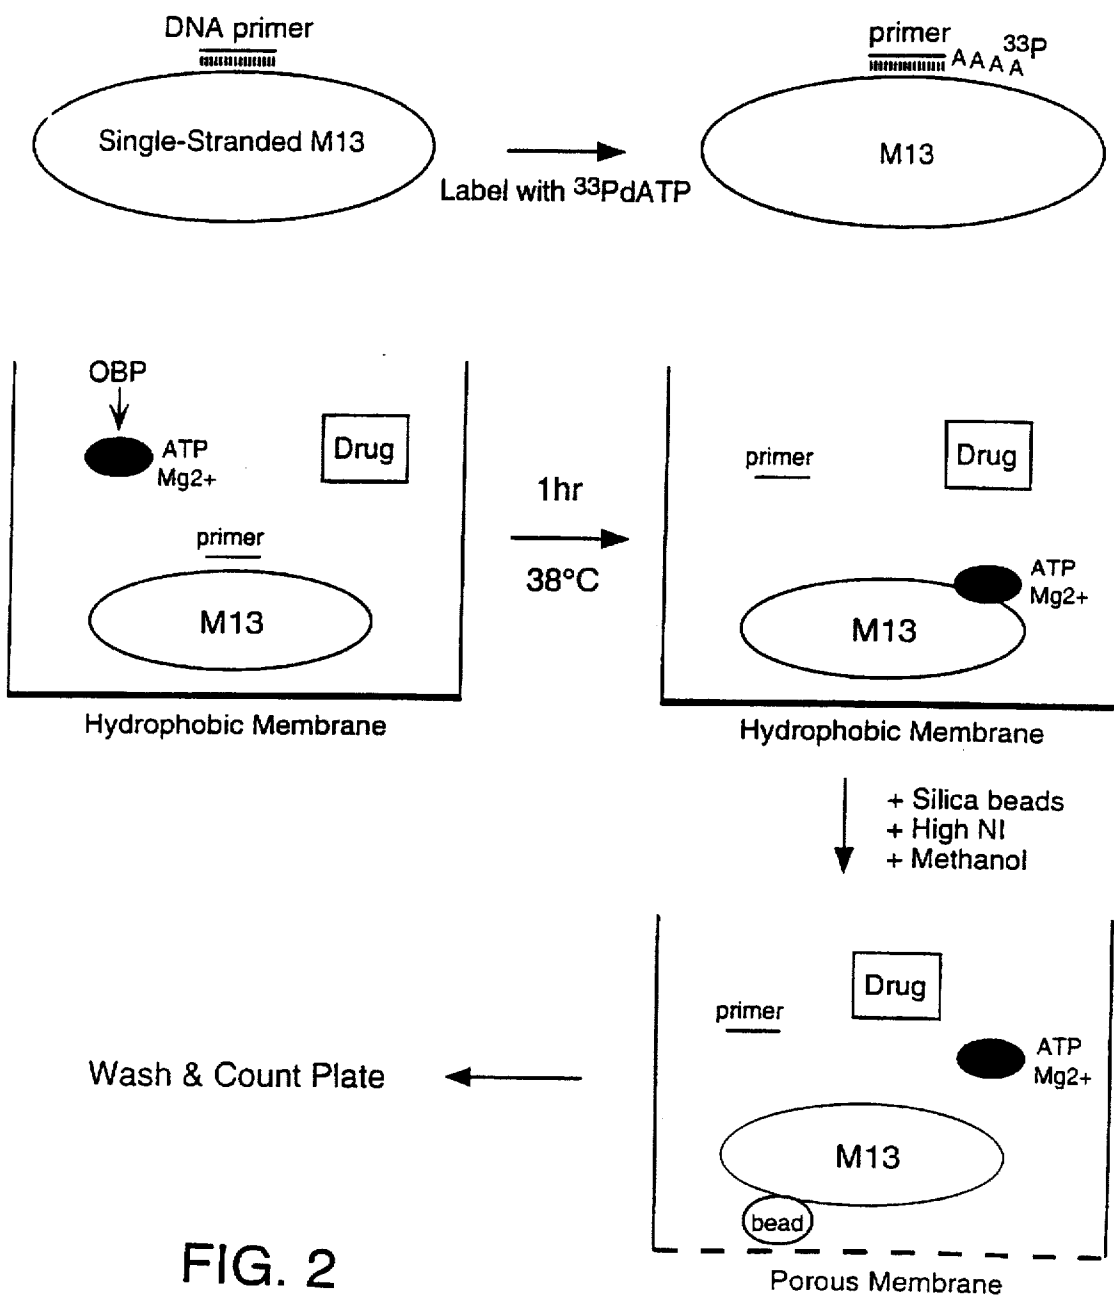 DNA primer
Single-Stranded M13
Label with ³³PdATP
primer
A A A A ³³P
M13
OBP
ATP
Mg2+
Drug
primer
M13
Hydrophobic Membrane
1hr
38°C
primer
Drug
ATP
Mg2+
M13
Hydrophobic Membrane
+ Silica beads
+ High NI
+ Methanol
Drug
primer
ATP
Mg2+
M13
bead
Porous Membrane
Wash & Count Plate
FIG. 2